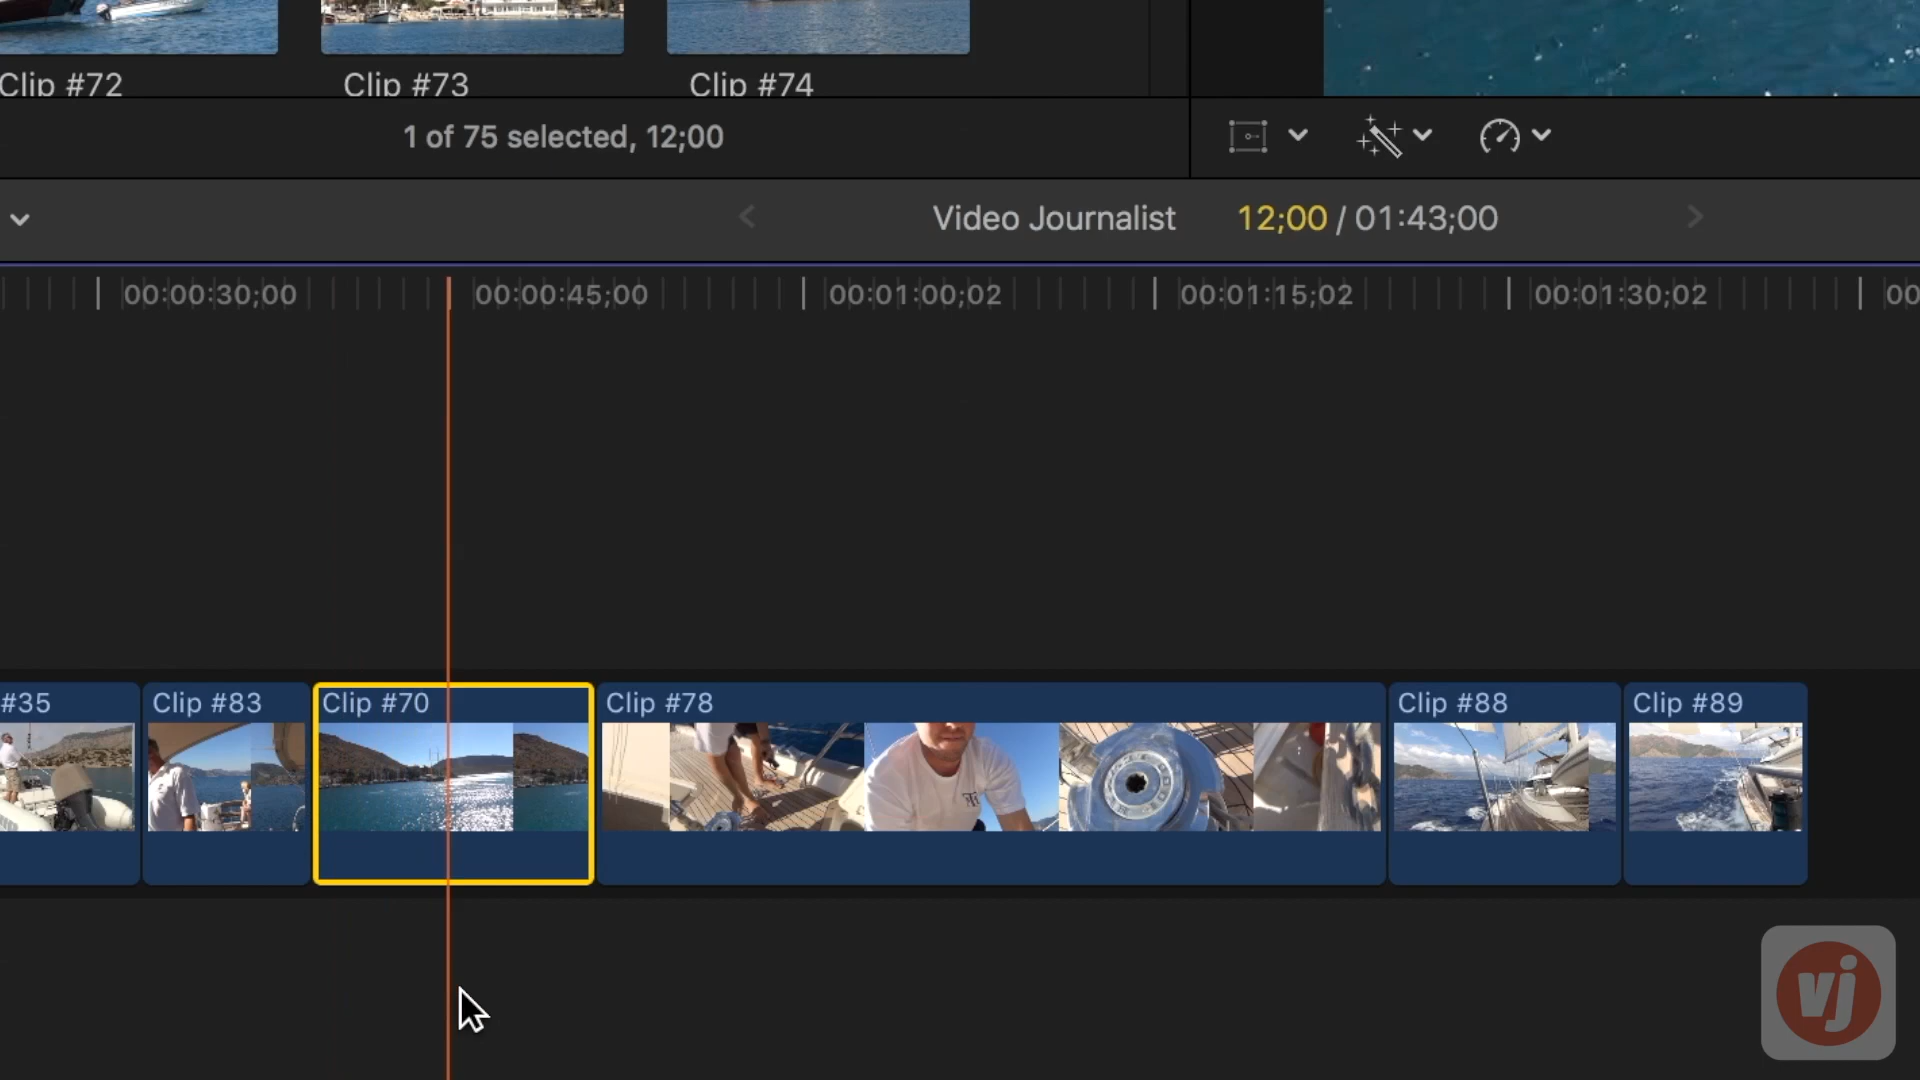 Clip #72
Clip #73
Clip #74
1 of 75 selected, 12;00
Video Journalist
12;00 / 01:43;00
00:00:30;00
00:00:45;00
00:01:00;02
00:01:15;02
00:01:30;02
00
#35
Clip #83
Clip #70
Clip #78
Clip #88
Clip #89
vj